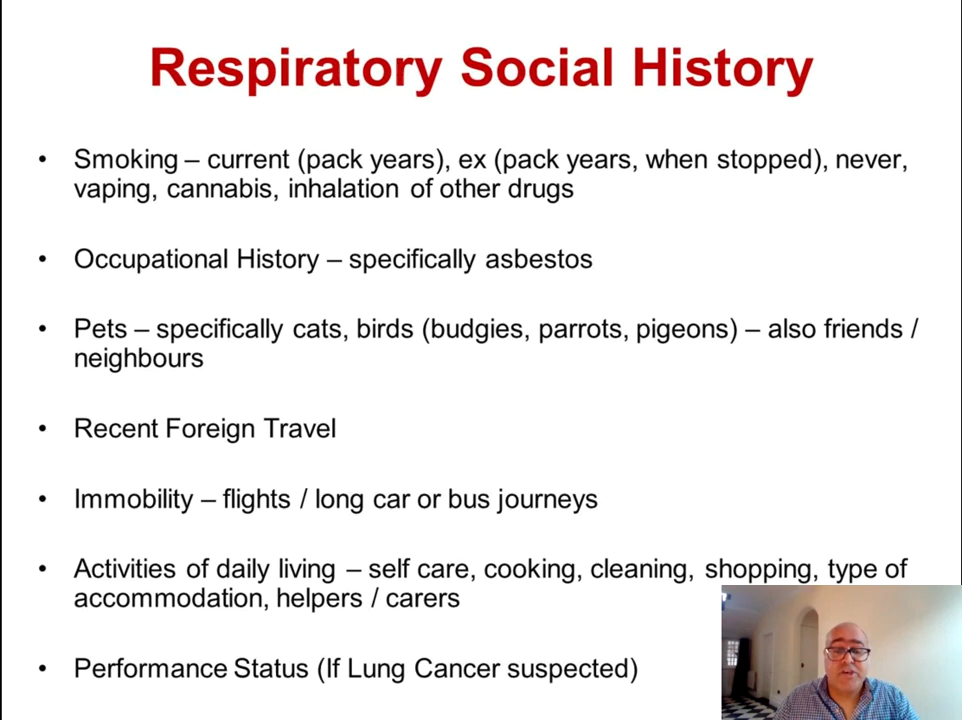 Respiratory Social History
• Smoking – current (pack years), ex (pack years, when stopped), never,
vaping, cannabis, inhalation of other drugs
• Occupational History – specifically asbestos
• Pets – specifically cats, birds (budgies, parrots, pigeons) – also friends /
neighbours
• Recent Foreign Travel
• Immobility – flights / long car or bus journeys
• Activities of daily living – self care, cooking, cleaning, shopping, type of
accommodation, helpers / carers
• Performance Status (If Lung Cancer suspected)